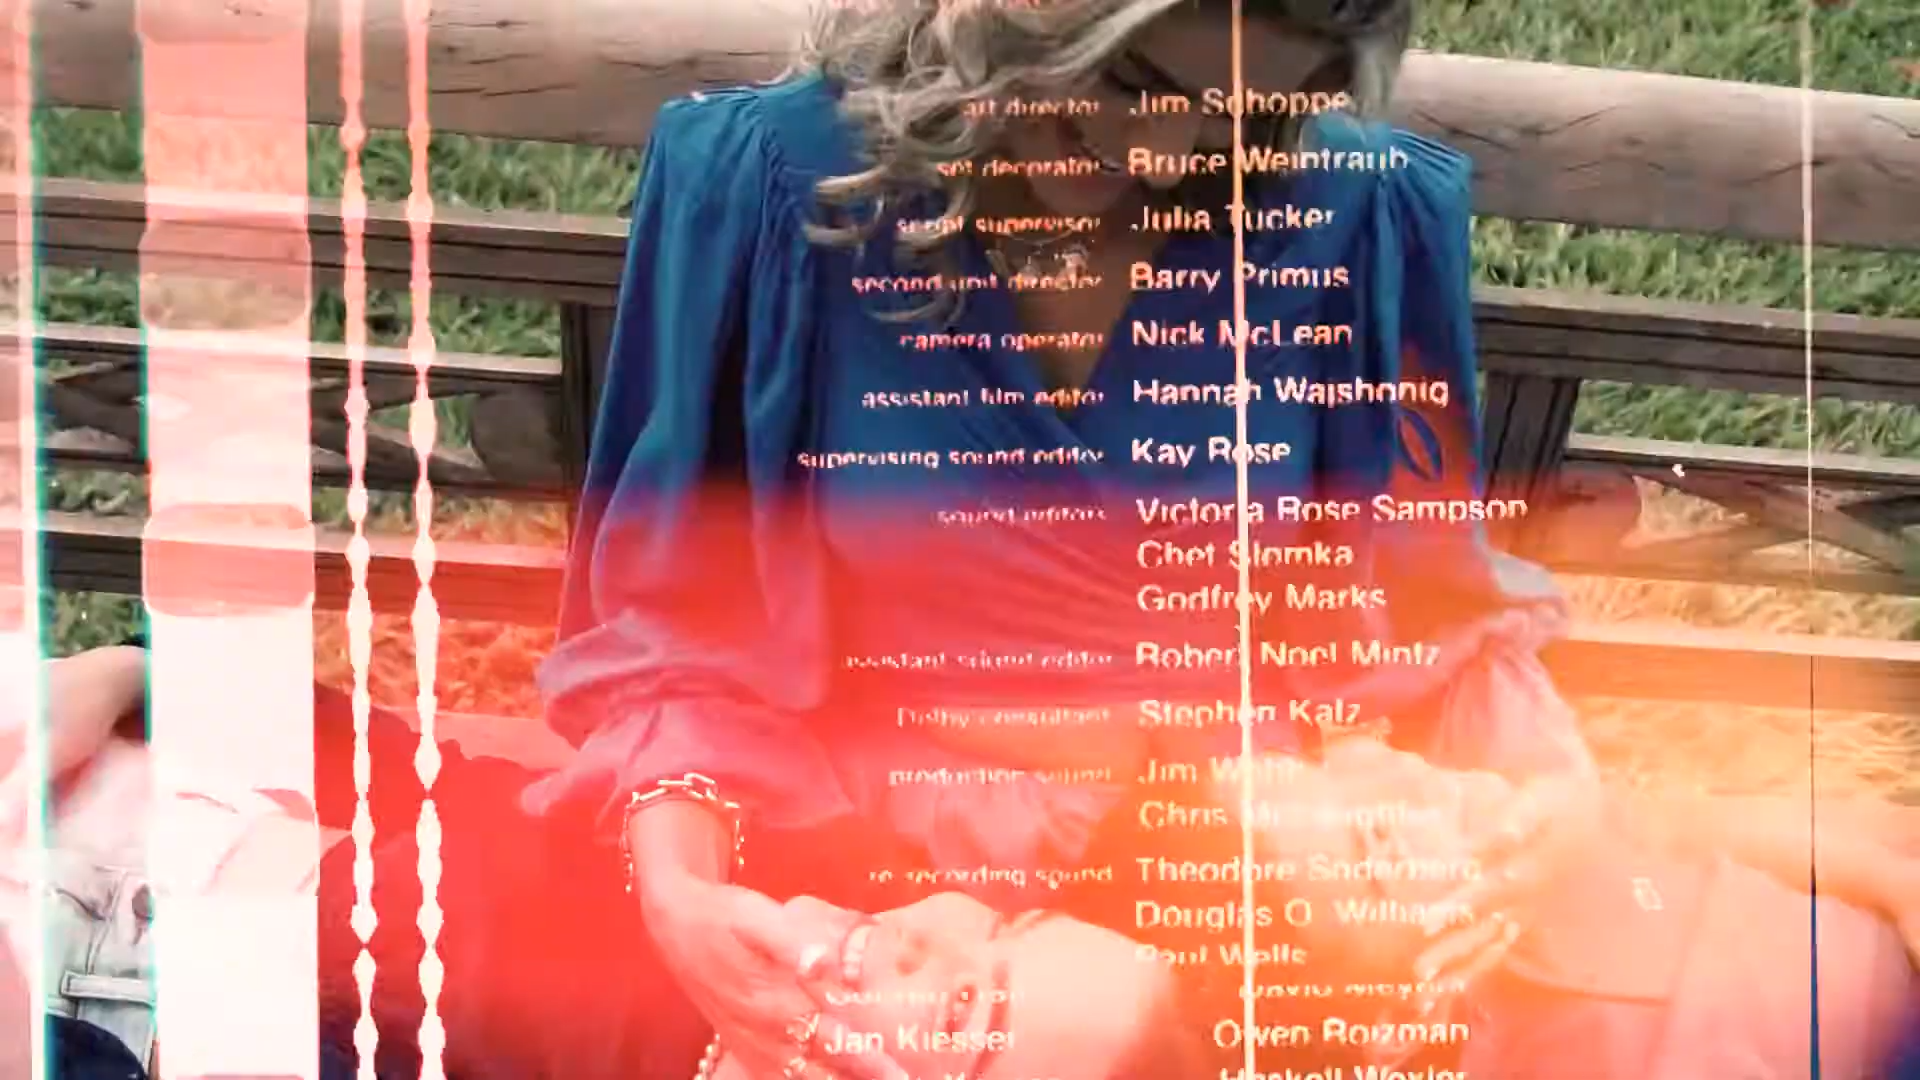 art director Jim Schoppe
set decorator Bruce Weintraub
script supervisor Julia Tucker
second unit director Barry Primus
camera operator Nick McLean
assistant film editor Hannah Wajshonig
supervising sound editor Kay Rose
sound editors Victoria Rose Sampson
Chet Slomka
Godfrey Marks
assistant sound editor Robert Noel Mintz
Dolby consultant Stephen Katz
production sound Jim
Chris
re-recording sound Theodore Soderberg
Douglas O. Williams
Paul Wells
Jan Kiesser Owen Roizman
Haskell Wexler